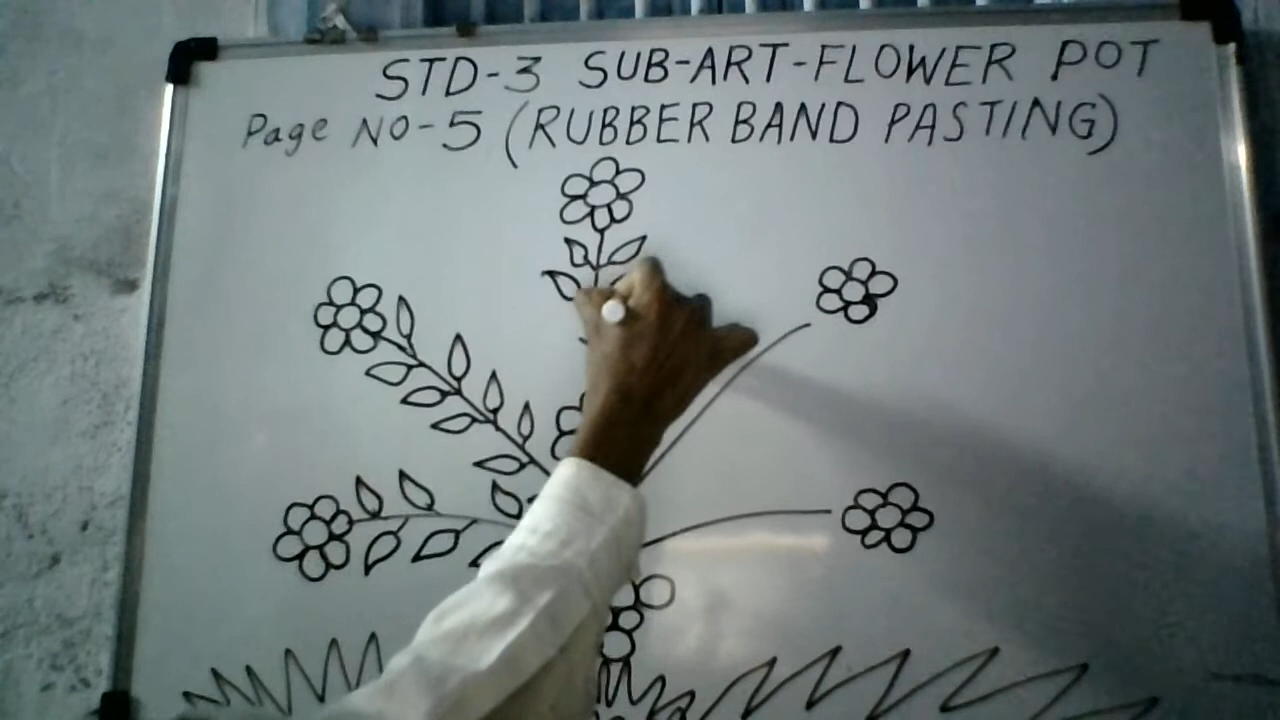 STD-3 SUB-ART-FLOWER POT
Page NO-5 (RUBBER BAND PASTING)